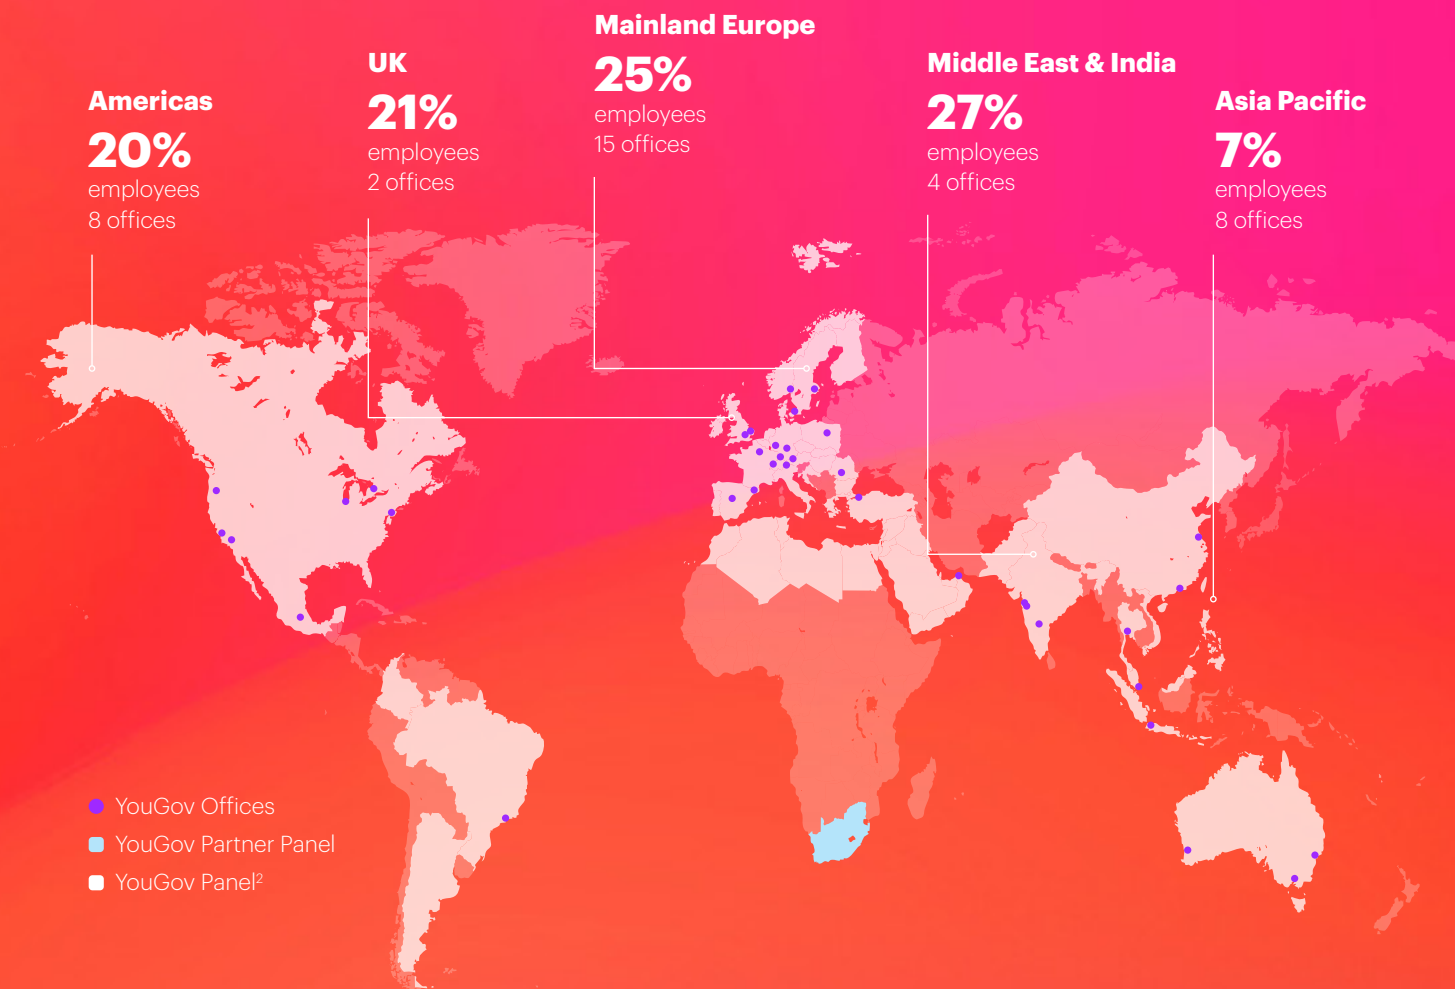 Americas
20%
employees
8 offices
UK
21%
employees
2 offices
Mainland Europe
25%
employees
15 offices
Middle East & India
27%
employees
4 offices
Asia Pacific
7%
employees
8 offices
YouGov Offices
YouGov Partner Panel
YouGov Panel²